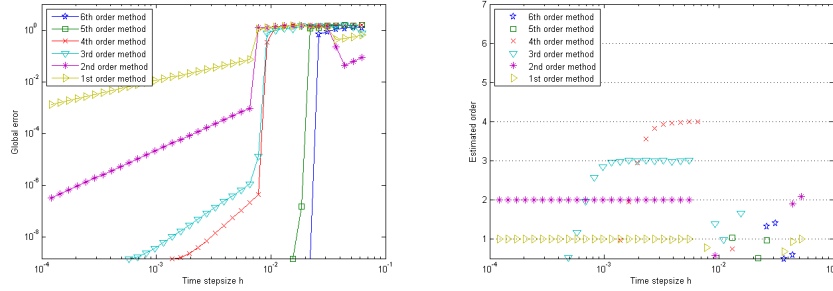 6th order method
5th order method
4th order method
3rd order method
2nd order method
1st order method
10^0
10^-2
10^-4
10^-6
10^-8
Global error
10^-4
10^-3
10^-2
10^-1
Time stepsize h
6th order method
5th order method
4th order method
3rd order method
2nd order method
1st order method
7
6
5
4
3
2
1
Estimated order
10^-4
10^-3
10^-2
10
Time stepsize h